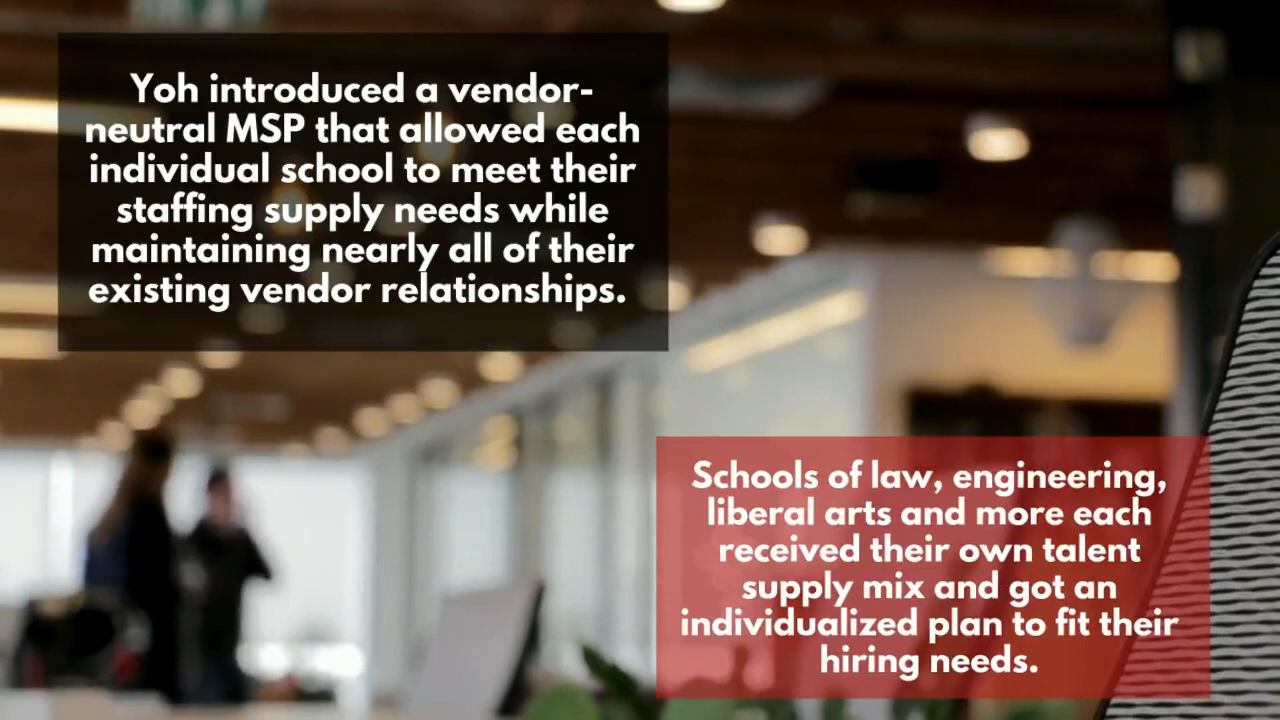 Yoh introduced a vendor-
neutral MSP that allowed each
individual school to meet their
staffing supply needs while
maintaining nearly all of their
existing vendor relationships.
Schools of law, engineering,
liberal arts and more each
received their own talent
supply mix and got an
individualized plan to fit their
hiring needs.